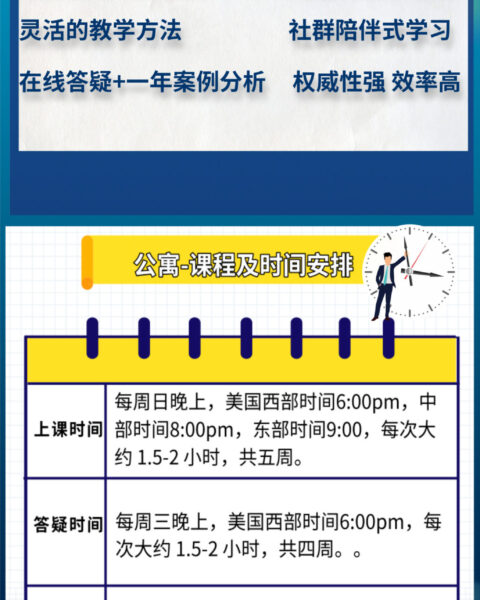 灵活的教学方法 社群陪伴式学习
在线答疑+一年案例分析 权威性强 效率高
公寓-课程及时间安排
上课时间
每周日晚上，美国西部时间6:00pm，中
部时间8:00pm，东部时间9:00，每次大
约 1.5-2 小时，共五周。
答疑时间
每周三晚上，美国西部时间6:00pm，每
次大约 1.5-2 小时，共四周。。